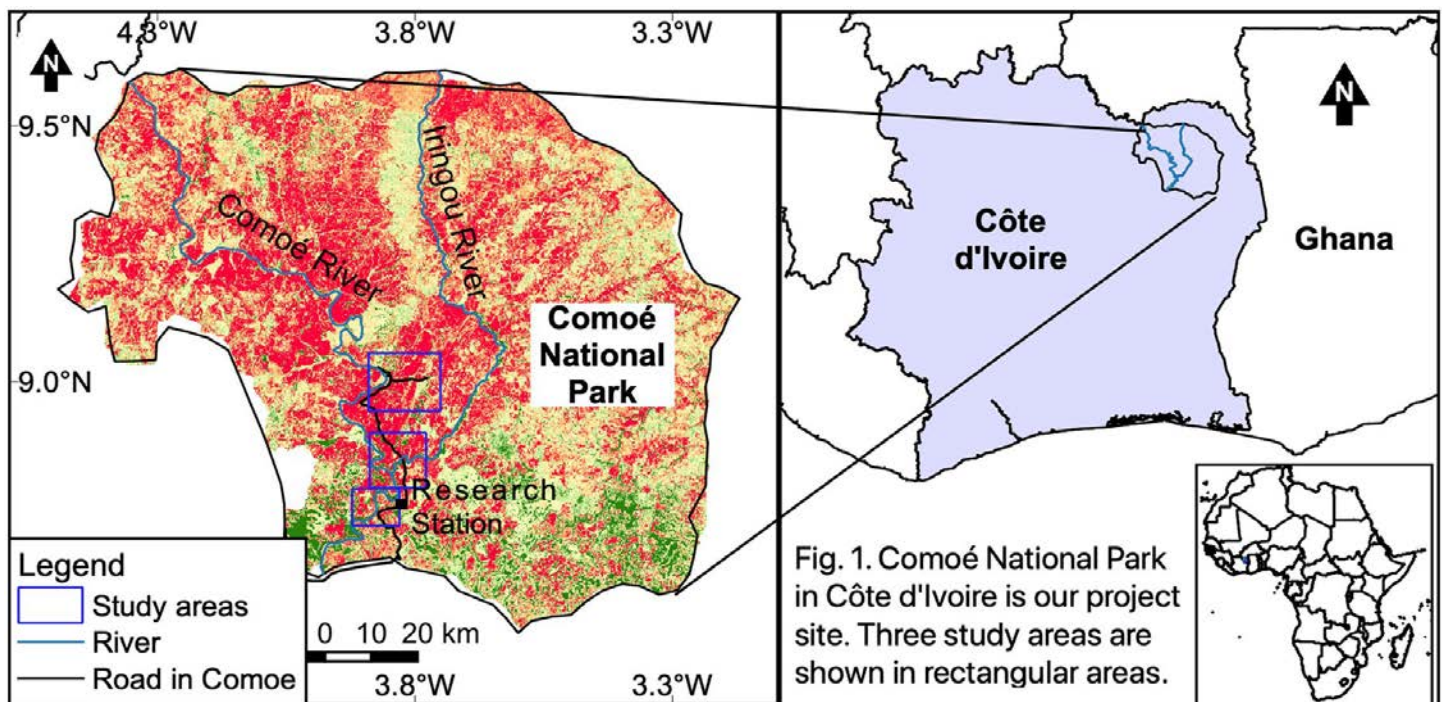 4.3°W 3.8°W 3.3°W
N
9.5°N
9.0°N
Comoé River
Iringou River
Comoé
National
Park
Research
Station
Legend
Study areas
River
Road in Comoe
0 10 20 km
3.8°W 3.3°W
N
Côte
d'Ivoire
Ghana
Fig. 1. Comoé National Park
in Côte d'Ivoire is our project
site. Three study areas are
shown in rectangular areas.